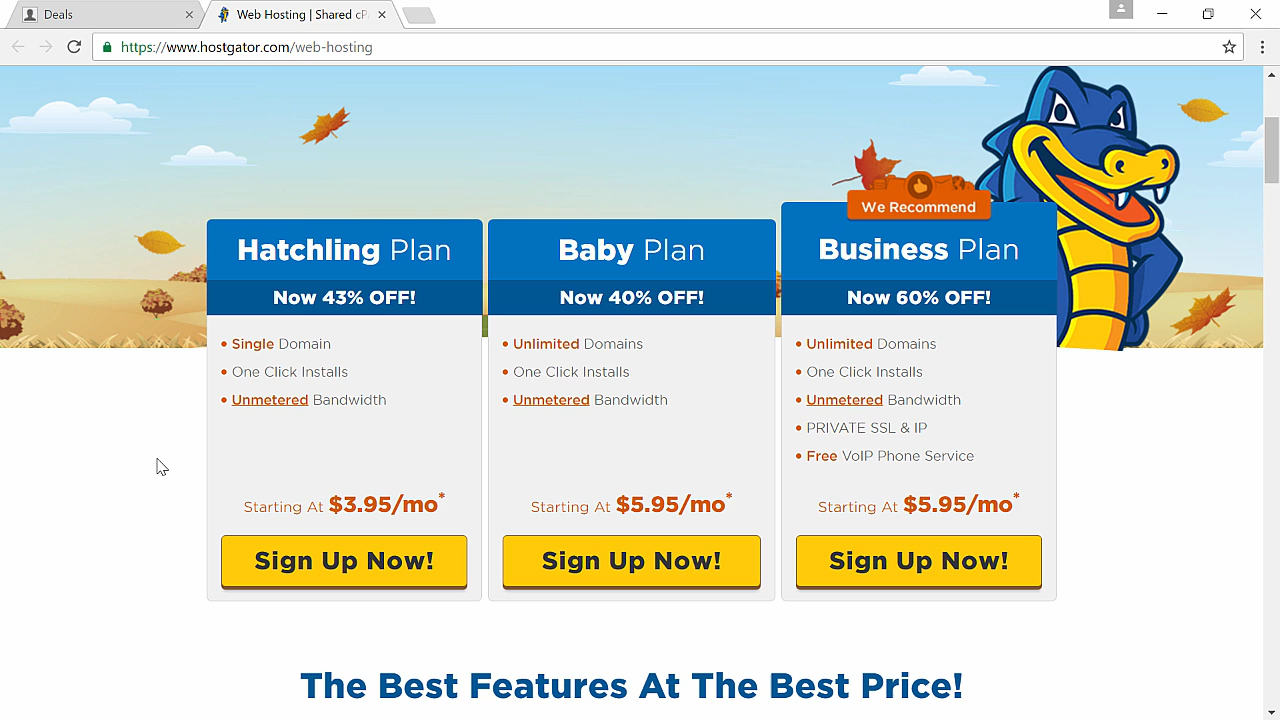 Deals
Web Hosting | Shared cP
https://www.hostgator.com/web-hosting
We Recommend
Hatchling Plan
Now 43% OFF!
• Single Domain
• One Click Installs
• Unmetered Bandwidth
Starting At $3.95/mo*
Sign Up Now!
Baby Plan
Now 40% OFF!
• Unlimited Domains
• One Click Installs
• Unmetered Bandwidth
Starting At $5.95/mo*
Sign Up Now!
Business Plan
Now 60% OFF!
• Unlimited Domains
• One Click Installs
• Unmetered Bandwidth
• PRIVATE SSL & IP
• Free VoIP Phone Service
Starting At $5.95/mo*
Sign Up Now!
The Best Features At The Best Price!